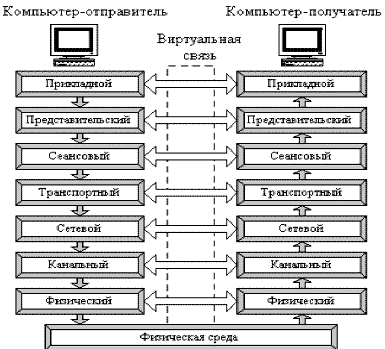 Компьютер-отправитель
Компьютер-получатель
Виртуальная
связь
Прикладной
Прикладной
Представительский
Представительский
Сеансовый
Сеансовый
Транспортный
Транспортный
Сетевой
Сетевой
Канальный
Канальный
Физический
Физический
Физическая среда